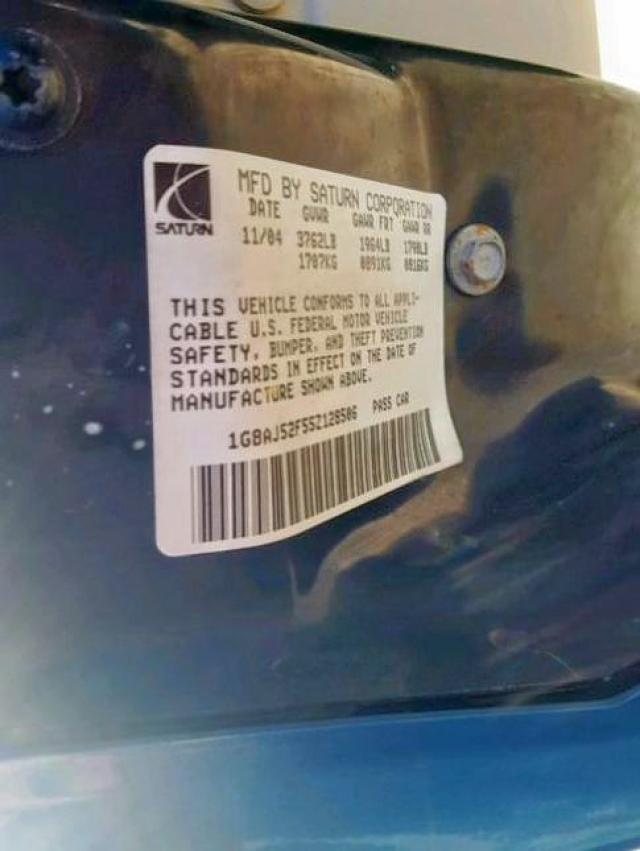 SATURN
MFD BY SATURN CORPORATION
DATE GVWR GAWR FRT GAWR RR
11/04 3762LB 1964LB 1798LB
1707KG 0891KG 0816KG
THIS VEHICLE CONFORMS TO ALL APPLI-
CABLE U.S. FEDERAL MOTOR VEHICLE
SAFETY, BUMPER, AND THEFT PREVENTION
STANDARDS IN EFFECT ON THE DATE OF
MANUFACTURE SHOWN ABOVE.
1G8AJ52F55Z128506 PASS CAR